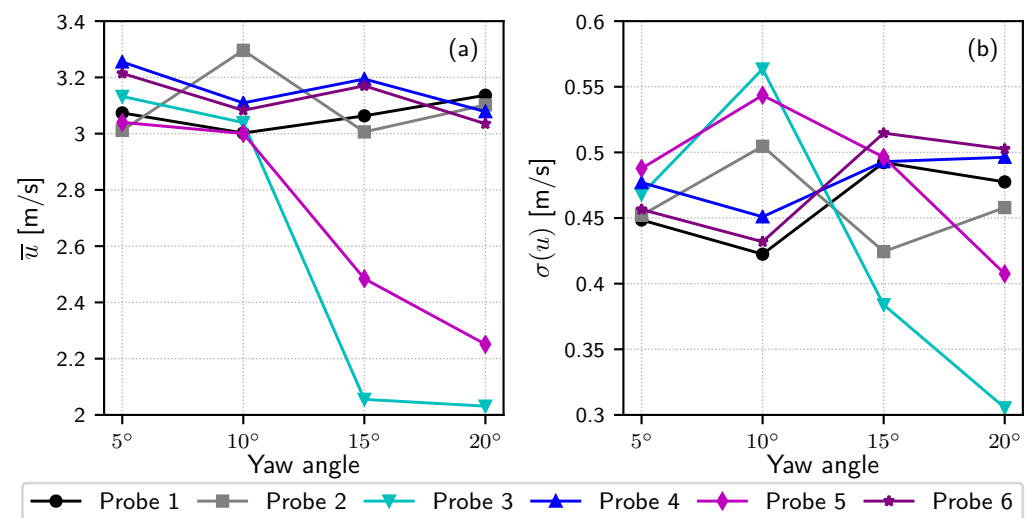 3.4
3.2
3
2.8
2.6
2.4
2.2
2
u̅ [m/s]
(a)
5° 10° 15° 20°
Yaw angle
0.6
0.55
0.5
0.45
0.4
0.35
0.3
σ(u) [m/s]
(b)
5° 10° 15° 20°
Yaw angle
Probe 1 Probe 2 Probe 3 Probe 4 Probe 5 Probe 6